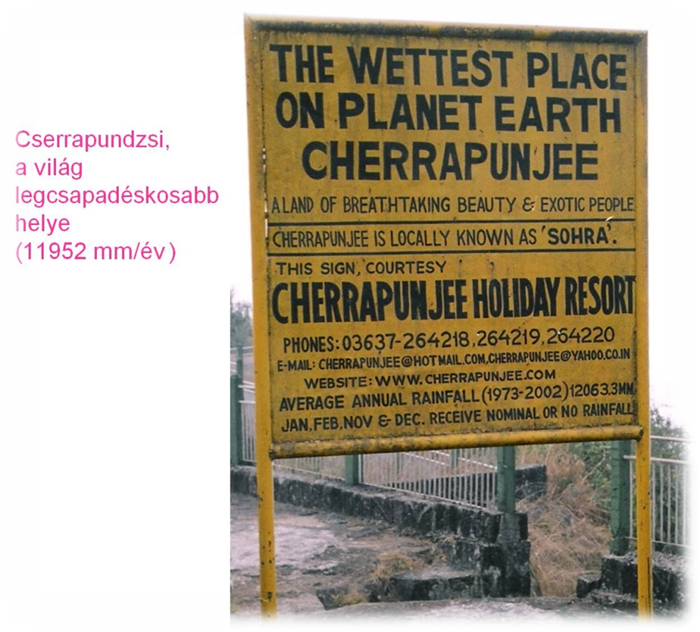 Cserrapundzsi,
a világ
legcsapadéskosabb
helye
(11952 mm/év)
THE WETTEST PLACE
ON PLANET EARTH
CHERRAPUNJEE
A LAND OF BREATHTAKING BEAUTY & EXOTIC PEOPLE
CHERRAPUNJEE IS LOCALLY KNOWN AS 'SOHRA'.
THIS SIGN, COURTESY
CHERRAPUNJEE HOLIDAY RESORT
PHONES: 03637-264218,264219,264220
E-MAIL: CHERRAPUNJEE@HOTMAIL.COM,CHERRAPUNJEE@YAHOO.CO.IN
WEBSITE: WWW.CHERRAPUNJEE.COM
AVERAGE ANNUAL RAINFALL (1973-2002) 12063.3MM
JAN, FEB, NOV & DEC. RECEIVE NOMINAL OR NO RAINFALL